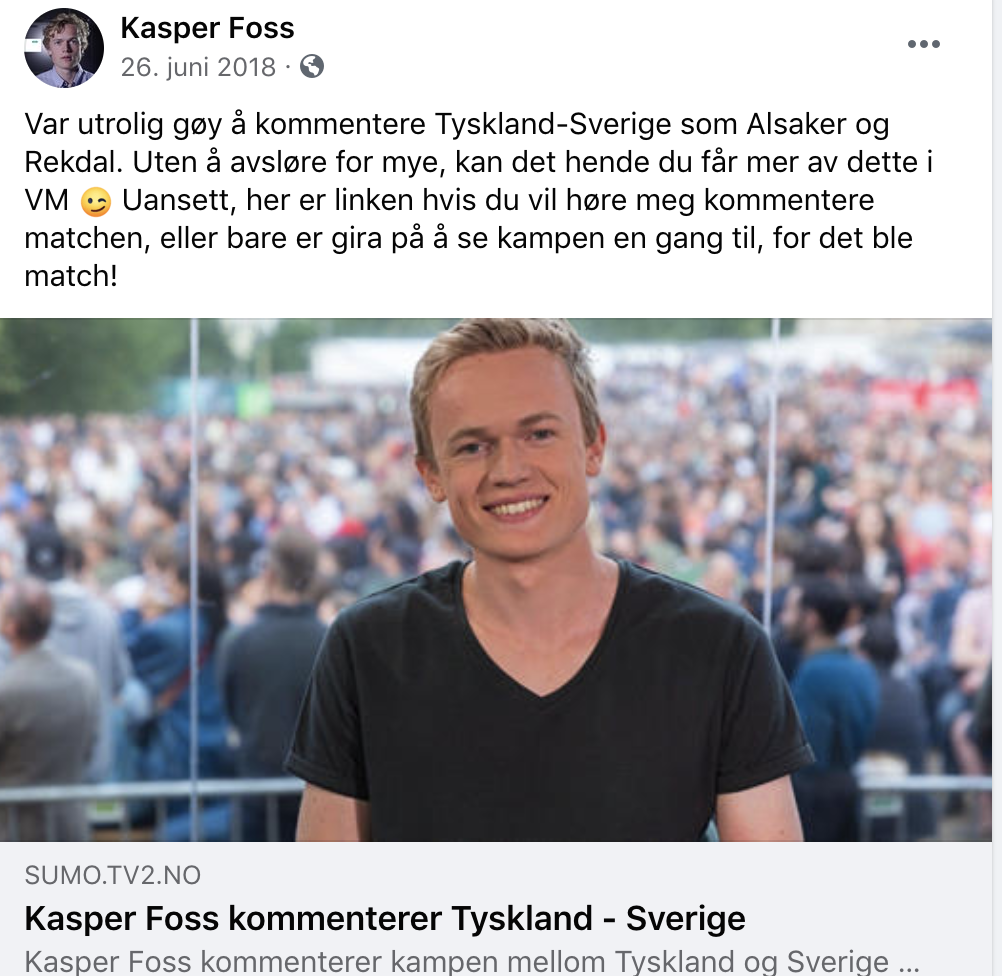 Kasper Foss
26. juni 2018 ·
Var utrolig gøy å kommentere Tyskland-Sverige som Alsaker og
Rekdal. Uten å avsløre for mye, kan det hende du får mer av dette i
VM 😉 Uansett, her er linken hvis du vil høre meg kommentere
matchen, eller bare er gira på å se kampen en gang til, for det ble
match!
SUMO.TV2.NO
Kasper Foss kommenterer Tyskland - Sverige
Kasper Foss kommenterer kampen mellom Tyskland og Sverige ...